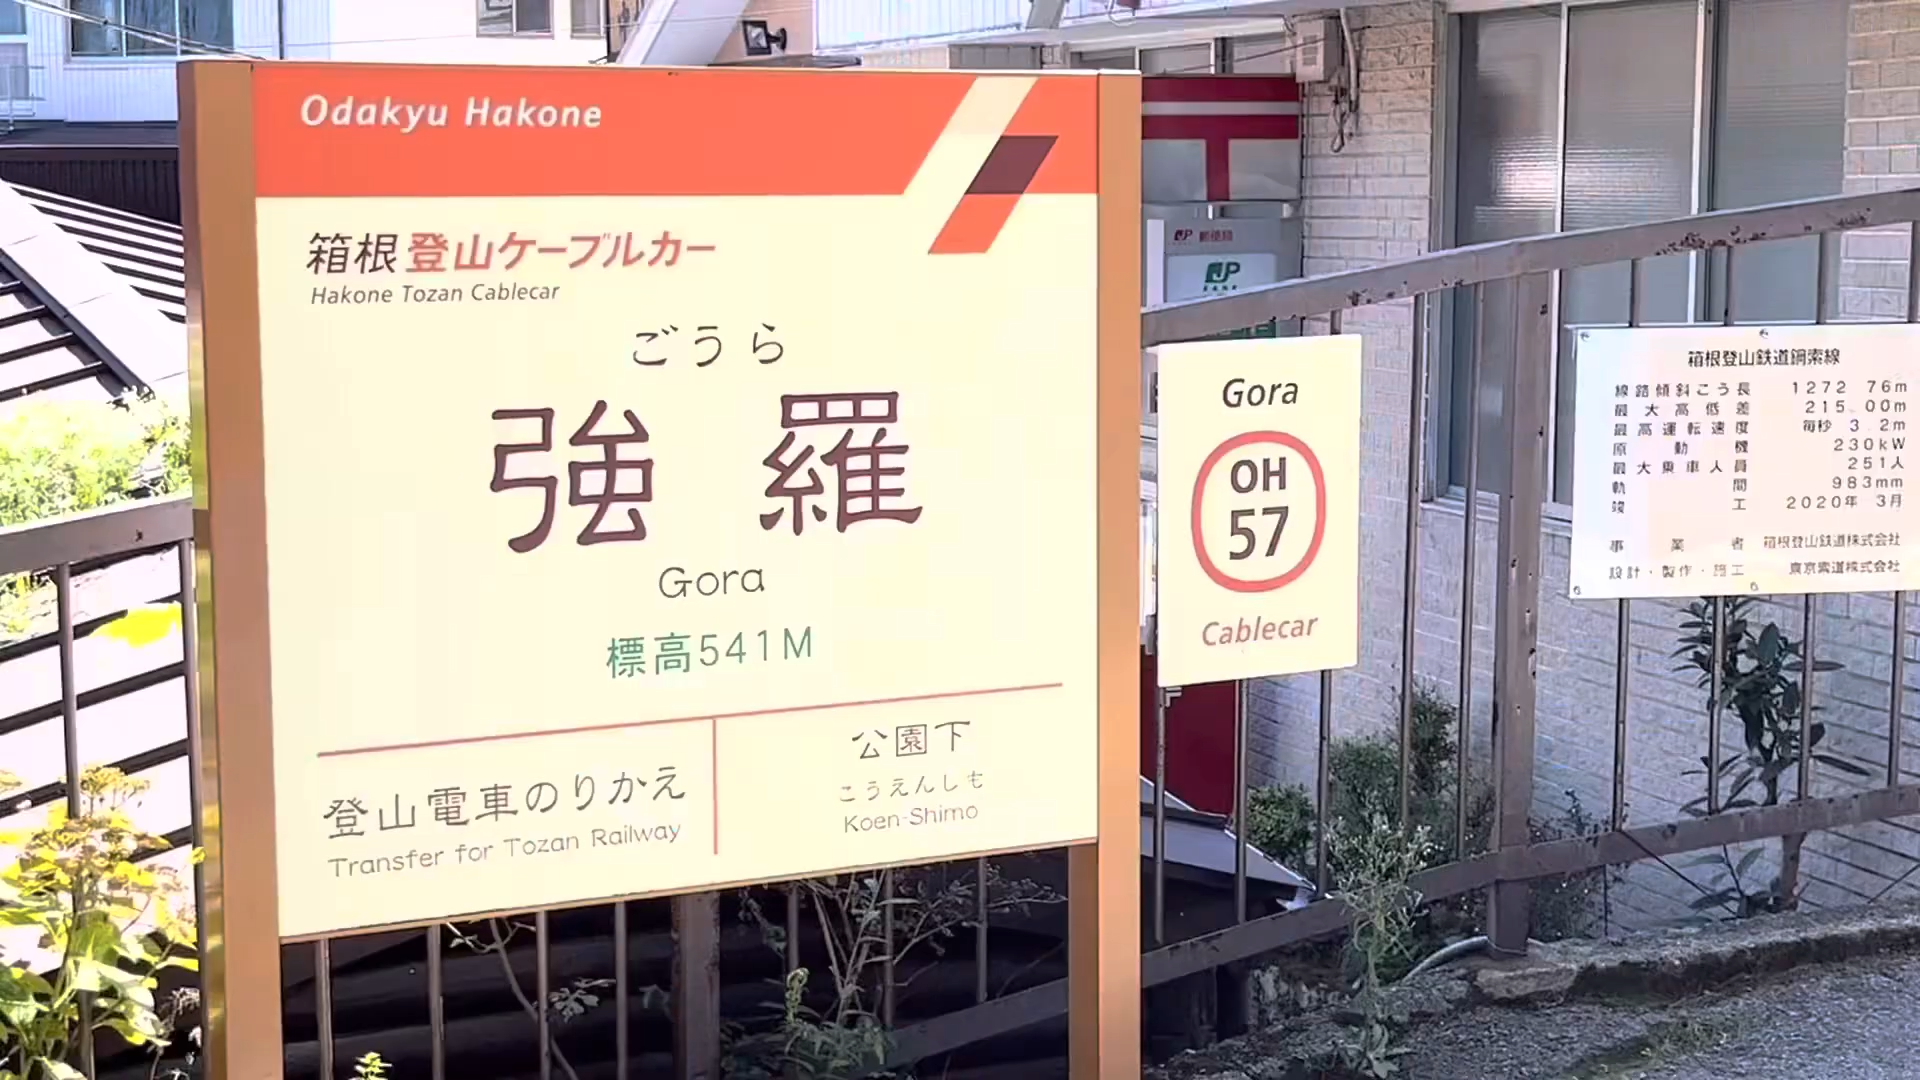 Odakyu Hakone
箱根登山ケーブルカー
Hakone Tozan Cablecar
ごうら
強羅
Gora
標高541M
登山電車のりかえ
Transfer for Tozan Railway
公園下
こうえんしも
Koen-Shimo
Gora
OH
57
Cablecar
JP 郵便局
JP
BANK
箱根登山鉄道鋼索線
線路傾斜こう長 1272.76m
最大高低差 215.00m
最高運転速度 毎秒 3.2m
原動機 230kW
最大乗車人員 251人
軌間 983mm
竣工 2020年 3月
事業者 箱根登山鉄道株式会社
設計・製作・施工 東京索道株式会社